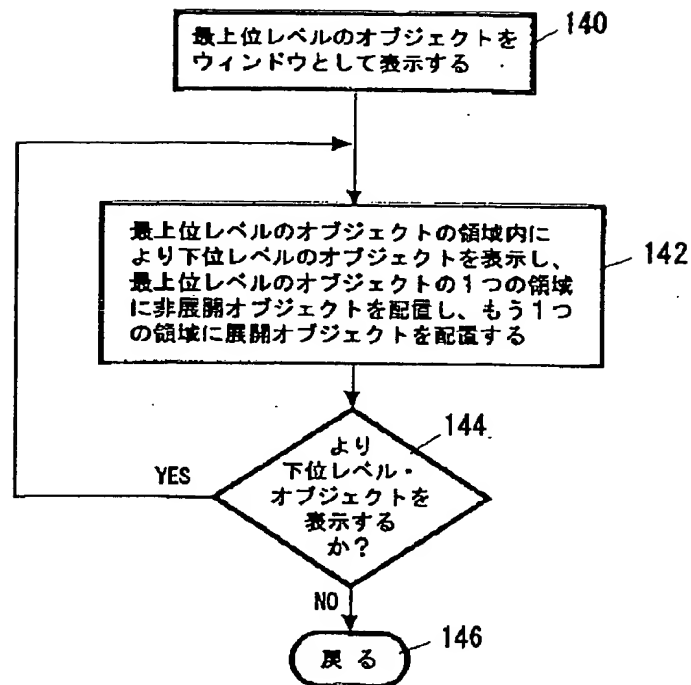 最上位レベルのオブジェクトを
ウィンドウとして表示する
140
最上位レベルのオブジェクトの領域内に
より下位レベルのオブジェクトを表示し、
最上位レベルのオブジェクトの1つの領域
に非展開オブジェクトを配置し、もう1つ
の領域に展開オブジェクトを配置する
142
より
下位レベル・
オブジェクトを
表示する
か?
144
YES
NO
戻る
146